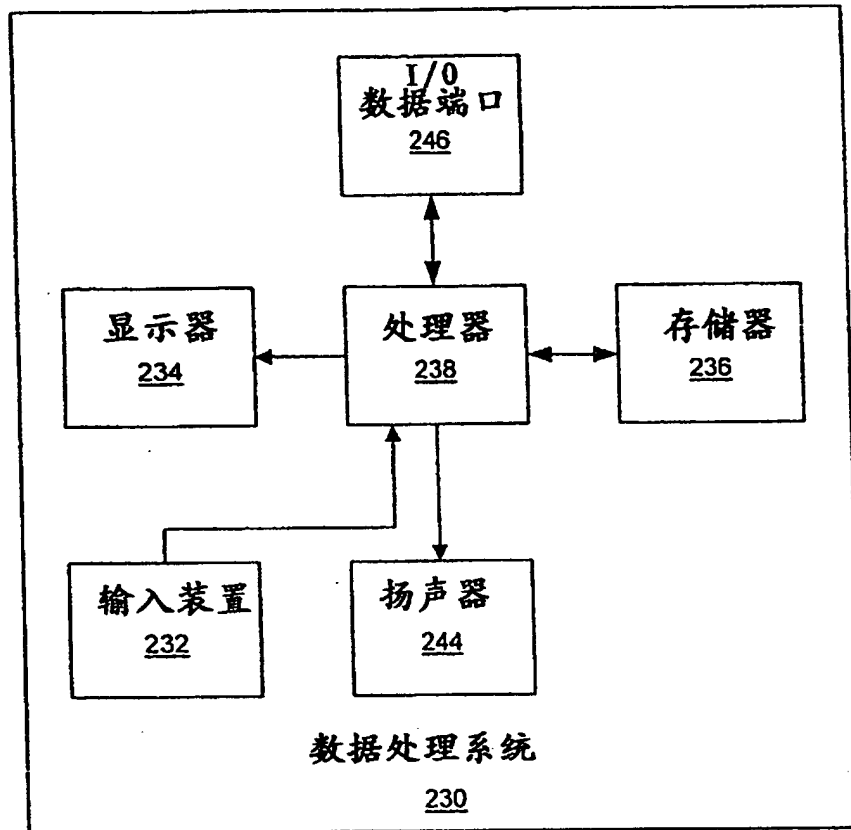 I/O
数据端口
246
显示器
234
处理器
238
存储器
236
输入装置
232
扬声器
244
数据处理系统
230